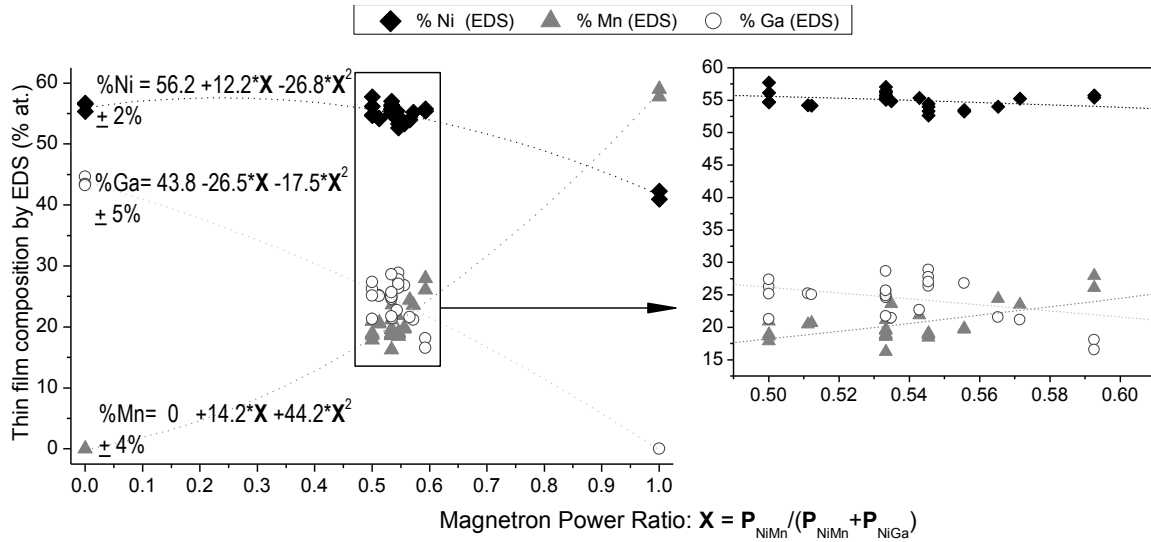 % Ni (EDS) % Mn (EDS) % Ga (EDS)
Thin film composition by EDS (% at.)
60
50
40
30
20
10
0
%Ni = 56.2 +12.2*X -26.8*X²
± 2%
%Ga= 43.8 -26.5*X -17.5*X²
± 5%
%Mn= 0 +14.2*X +44.2*X²
± 4%
0.0 0.1 0.2 0.3 0.4 0.5 0.6 0.7 0.8 0.9 1.0
60
55
50
45
40
35
30
25
20
15
0.50 0.52 0.54 0.56 0.58 0.60
Magnetron Power Ratio: X = P_NiMn/(P_NiMn+P_NiGa)